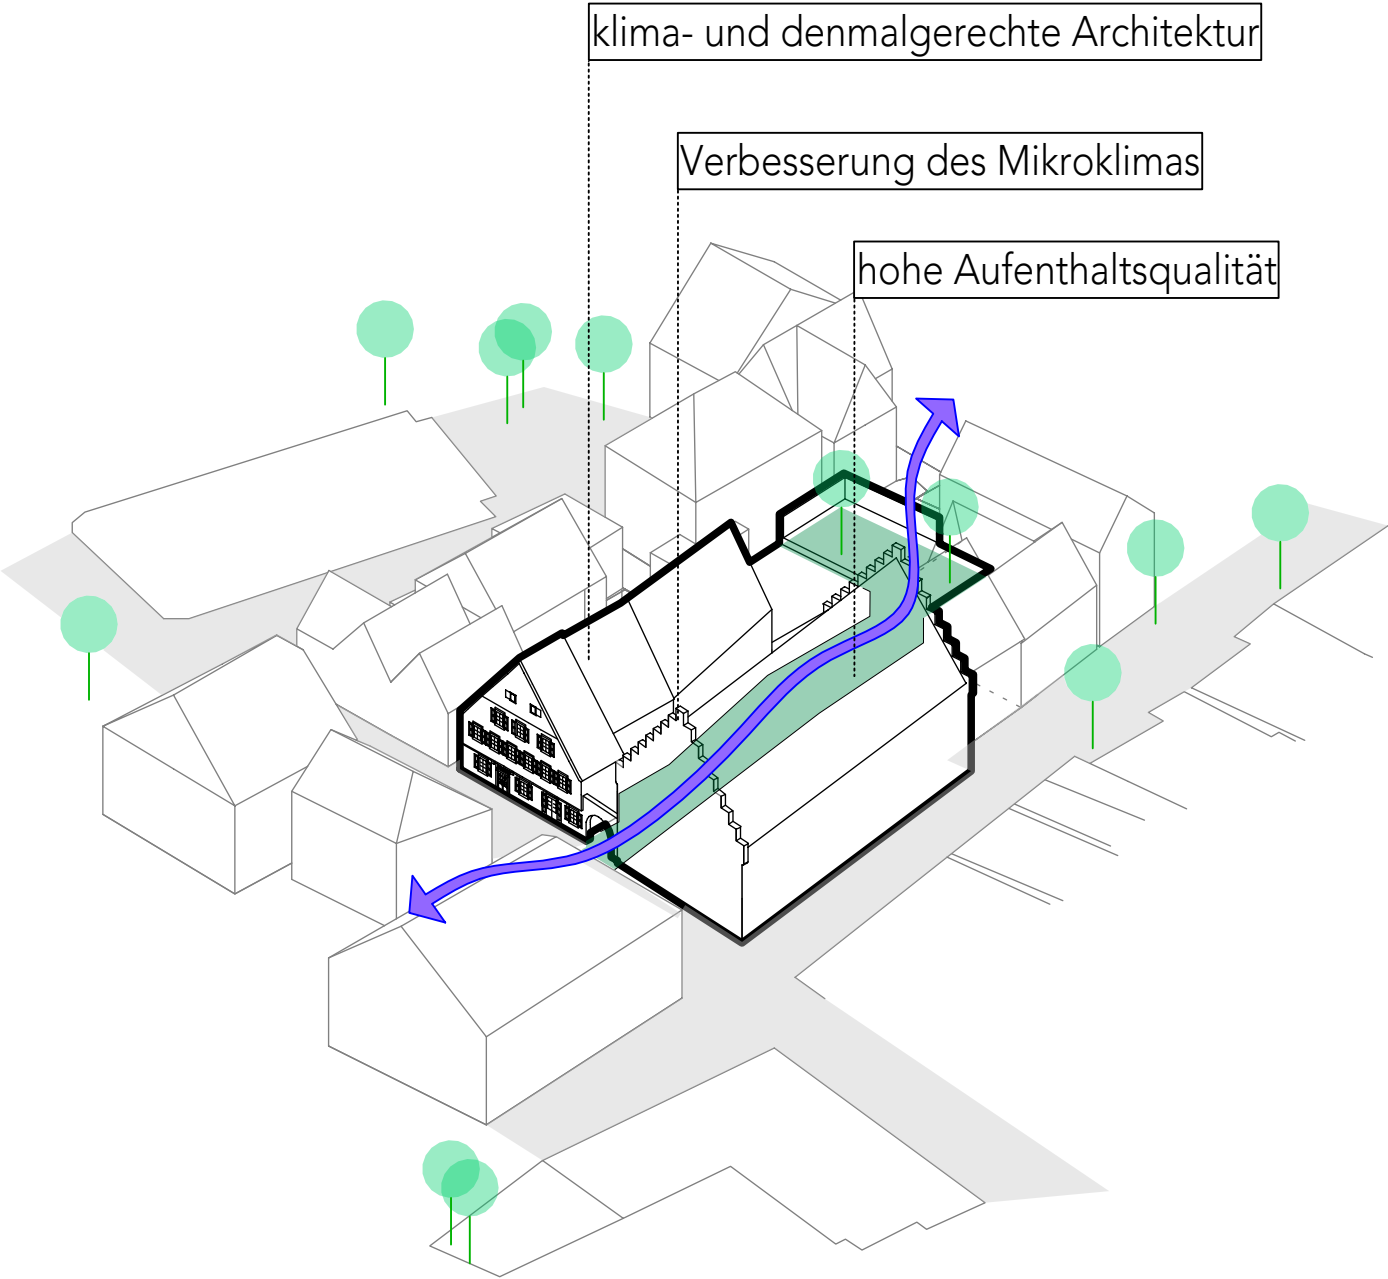 klima- und denmalgerechte Architektur
Verbesserung des Mikroklimas
hohe Aufenthaltsqualität